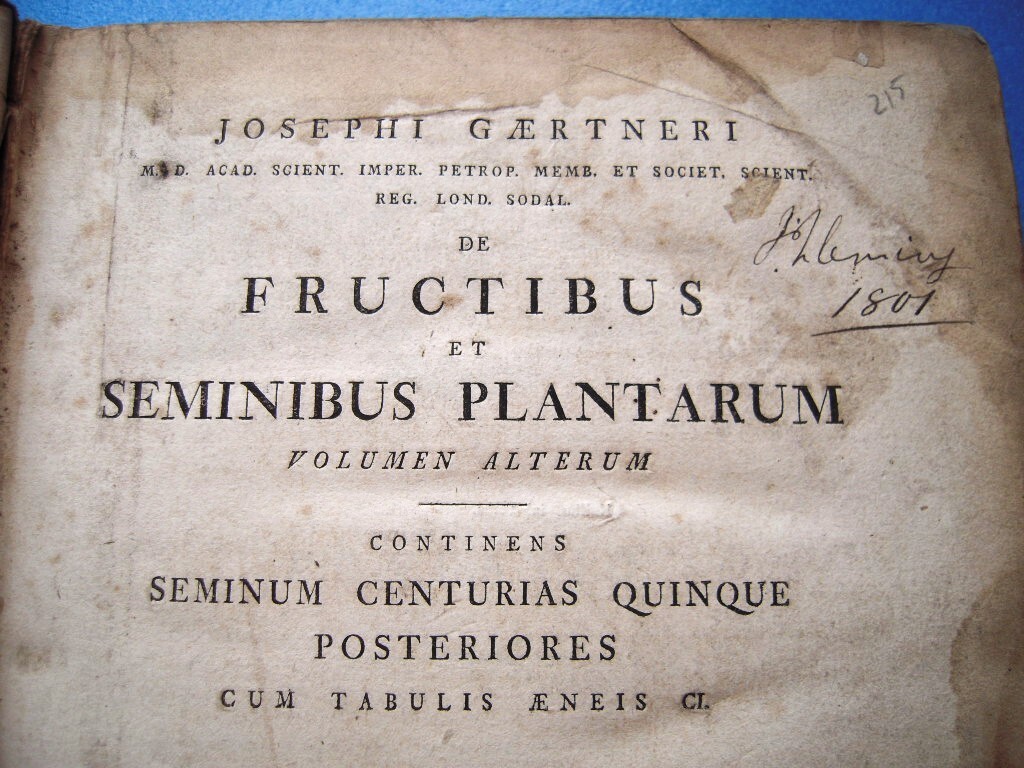 215
JOSEPHI GÆRTNERI
M. D. ACAD. SCIENT. IMPER. PETROP. MEMB. ET SOCIET. SCIENT.
REG. LOND. SODAL.
Fleming
1801
DE
FRUCTIBUS
ET
SEMINIBUS PLANTARUM
VOLUMEN ALTERUM
CONTINENS
SEMINUM CENTURIAS QUINQUE
POSTERIORES
CUM TABULIS ÆNEIS CI.